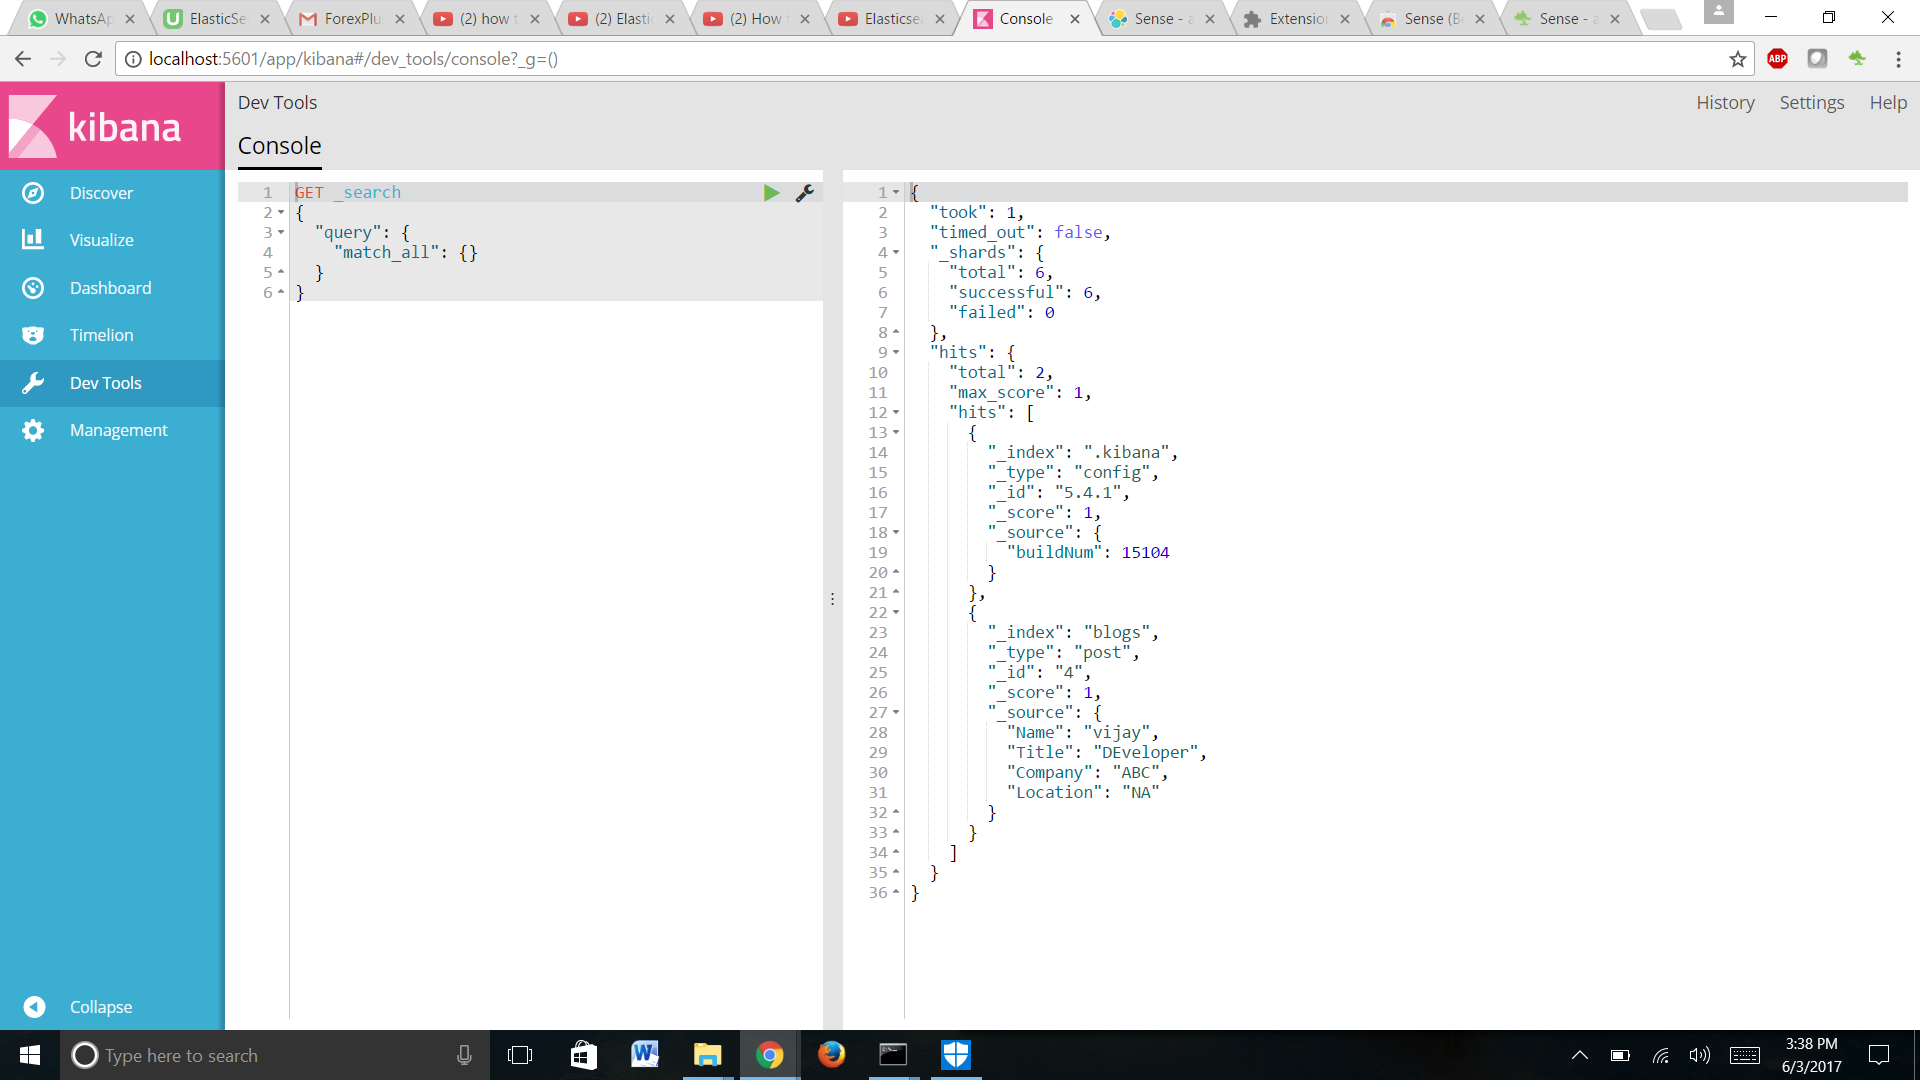 WhatsAp
ElasticSe
ForexPlu
(2) how t
(2) Elasti
(2) How
Elasticsea
Console
Sense - a
Extension
Sense (Be
Sense - a
localhost:5601/app/kibana#/dev_tools/console?_g=()
ABP
kibana
Discover
Visualize
Dashboard
Timelion
Dev Tools
Management
Collapse
Dev Tools
History Settings Help
Console
1 GET _search
2 {
3 "query": {
4 "match_all": {}
5 }
6 }
1 {
2 "took": 1,
3 "timed_out": false,
4 "_shards": {
5 "total": 6,
6 "successful": 6,
7 "failed": 0
8 },
9 "hits": {
10 "total": 2,
11 "max_score": 1,
12 "hits": [
13 {
14 "_index": ".kibana",
15 "_type": "config",
16 "_id": "5.4.1",
17 "_score": 1,
18 "_source": {
19 "buildNum": 15104
20 }
21 },
22 {
23 "_index": "blogs",
24 "_type": "post",
25 "_id": "4",
26 "_score": 1,
27 "_source": {
28 "Name": "vijay",
29 "Title": "DEveloper",
30 "Company": "ABC",
31 "Location": "NA"
32 }
33 }
34 ]
35 }
36 }
Type here to search
3:38 PM
6/3/2017